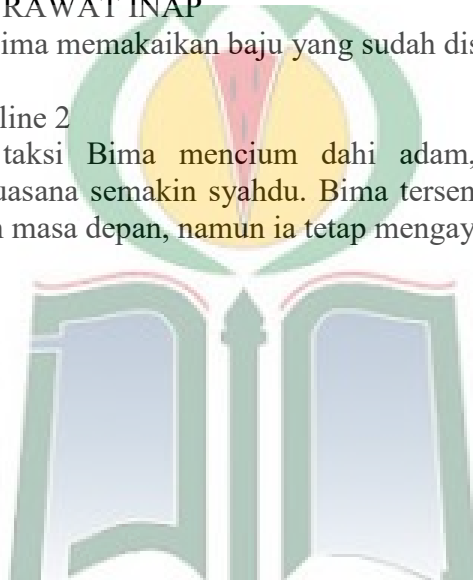 RAWAT INAP
ima memakaikan baju yang sudah dis
line 2
taksi Bima mencium dahi adam,
uasana semakin syahdu. Bima tersen
n masa depan, namun ia tetap mengay